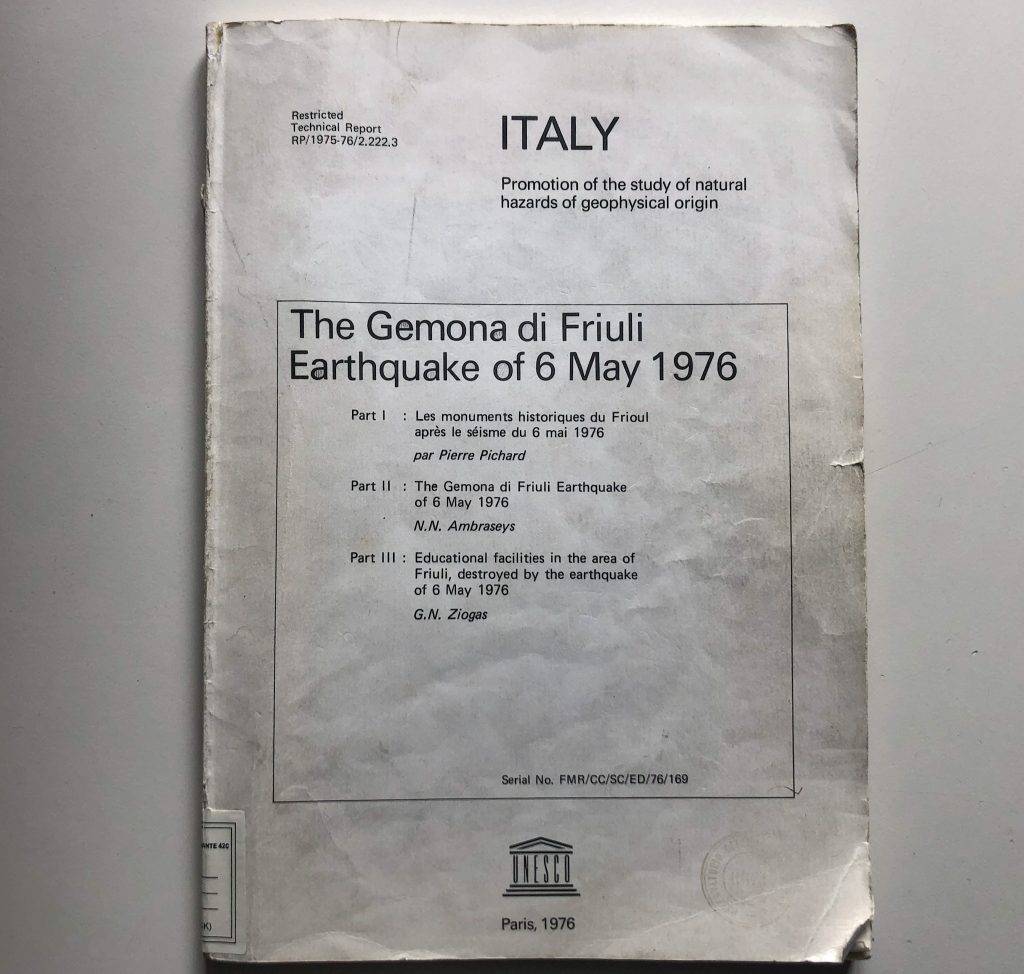 Restricted
Technical Report
RP/1975-76/2.222.3
ITALY
Promotion of the study of natural
hazards of geophysical origin
The Gemona di Friuli
Earthquake of 6 May 1976
Part I : Les monuments historiques du Frioul
après le séisme du 6 mai 1976
par Pierre Pichard
Part II : The Gemona di Friuli Earthquake
of 6 May 1976
N.N. Ambraseys
Part III : Educational facilities in the area of
Friuli, destroyed by the earthquake
of 6 May 1976
G.N. Ziogas
Serial No. FMR/CC/SC/ED/76/169
UNESCO
Paris, 1976